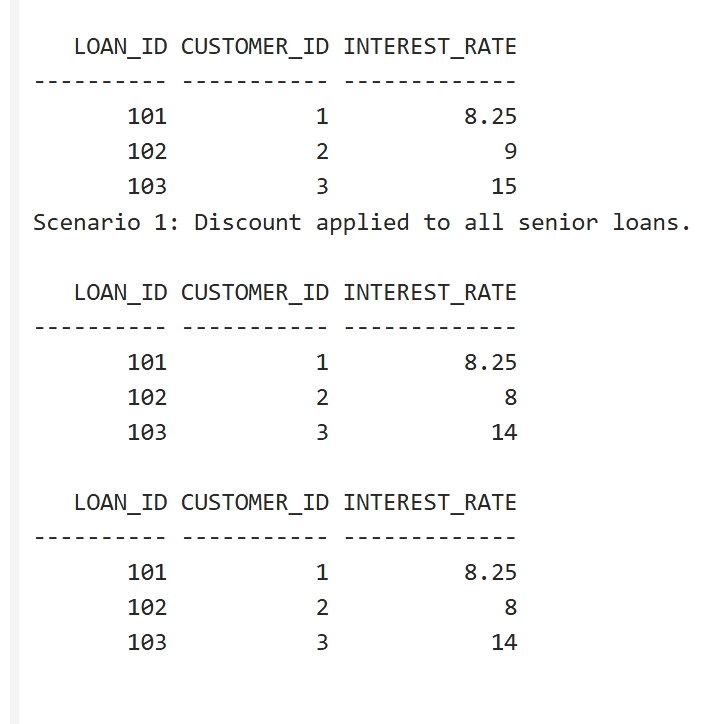 LOAN_ID CUSTOMER_ID INTEREST_RATE
---------- ----------- -------------
101 1 8.25
102 2 9
103 3 15
Scenario 1: Discount applied to all senior loans.
LOAN_ID CUSTOMER_ID INTEREST_RATE
---------- ----------- -------------
101 1 8.25
102 2 8
103 3 14
LOAN_ID CUSTOMER_ID INTEREST_RATE
---------- ----------- -------------
101 1 8.25
102 2 8
103 3 14